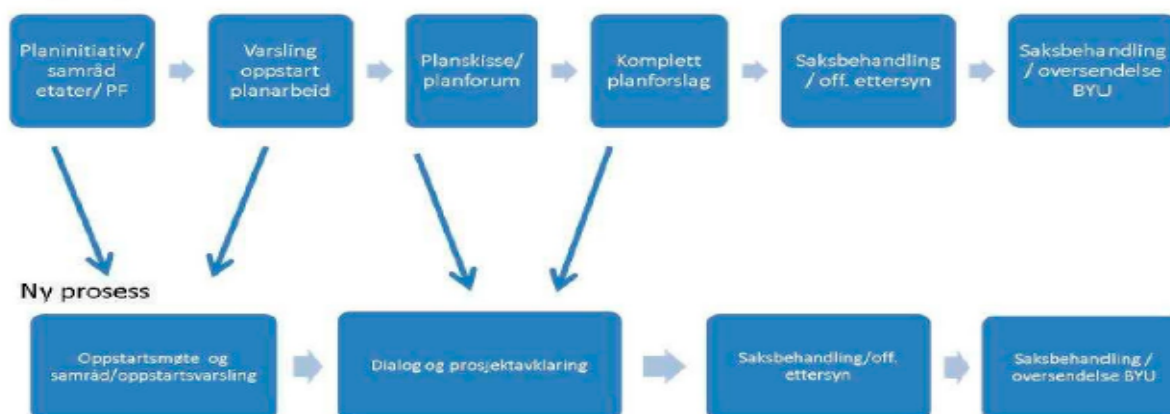 Planinitiativ /
samråd
etater/ PF
Varsling
oppstart
planarbeid
Planskisse/
planforum
Komplett
planforslag
Saksbehandling
/ off. ettersyn
Saksbehandling
/ oversendelse
BYU
Ny prosess
Oppstartsmøte og
samråd/oppstartsvarsling
Dialog og prosjektavklaring
Saksbehandling/off.
ettersyn
Saksbehandling /
oversendelse BYU